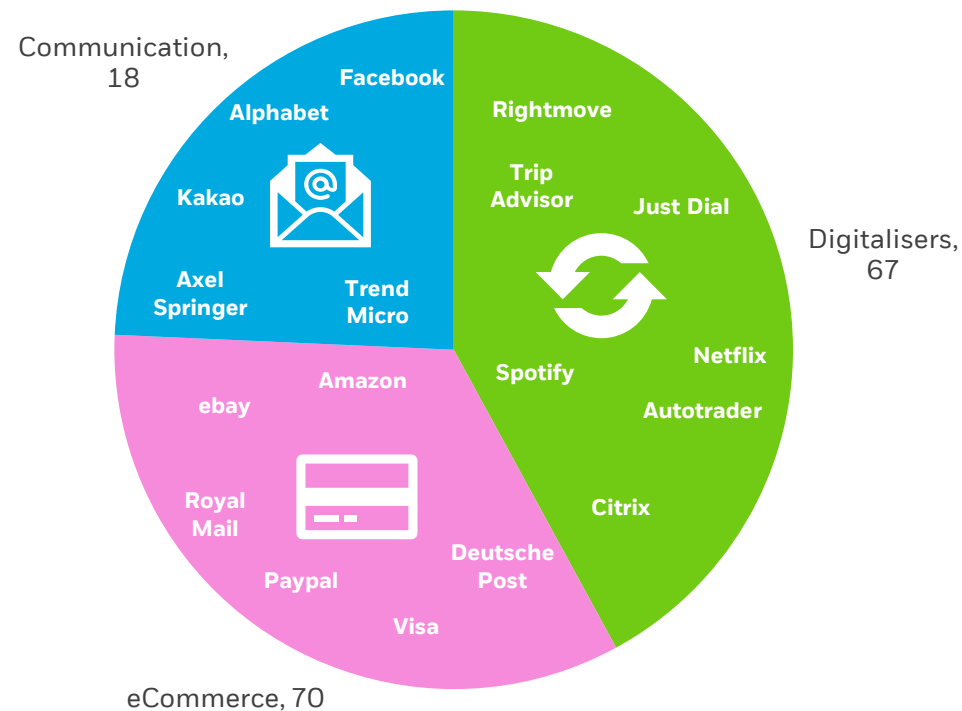 Communication,
18
Facebook
Alphabet
Kakao
Axel
Springer
Trend
Micro
@
Rightmove
Trip
Advisor
Just Dial
Digitalisers,
67
Netflix
Spotify
Autotrader
Citrix
Amazon
ebay
Royal
Mail
Deutsche
Post
Paypal
Visa
eCommerce, 70